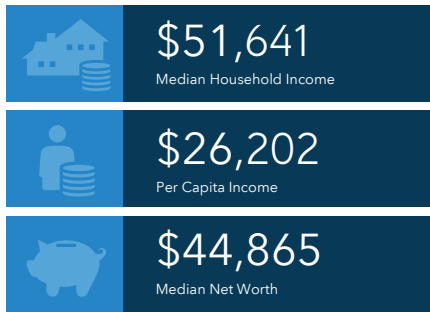 $51,641
Median Household Income
$26,202
Per Capita Income
$44,865
Median Net Worth